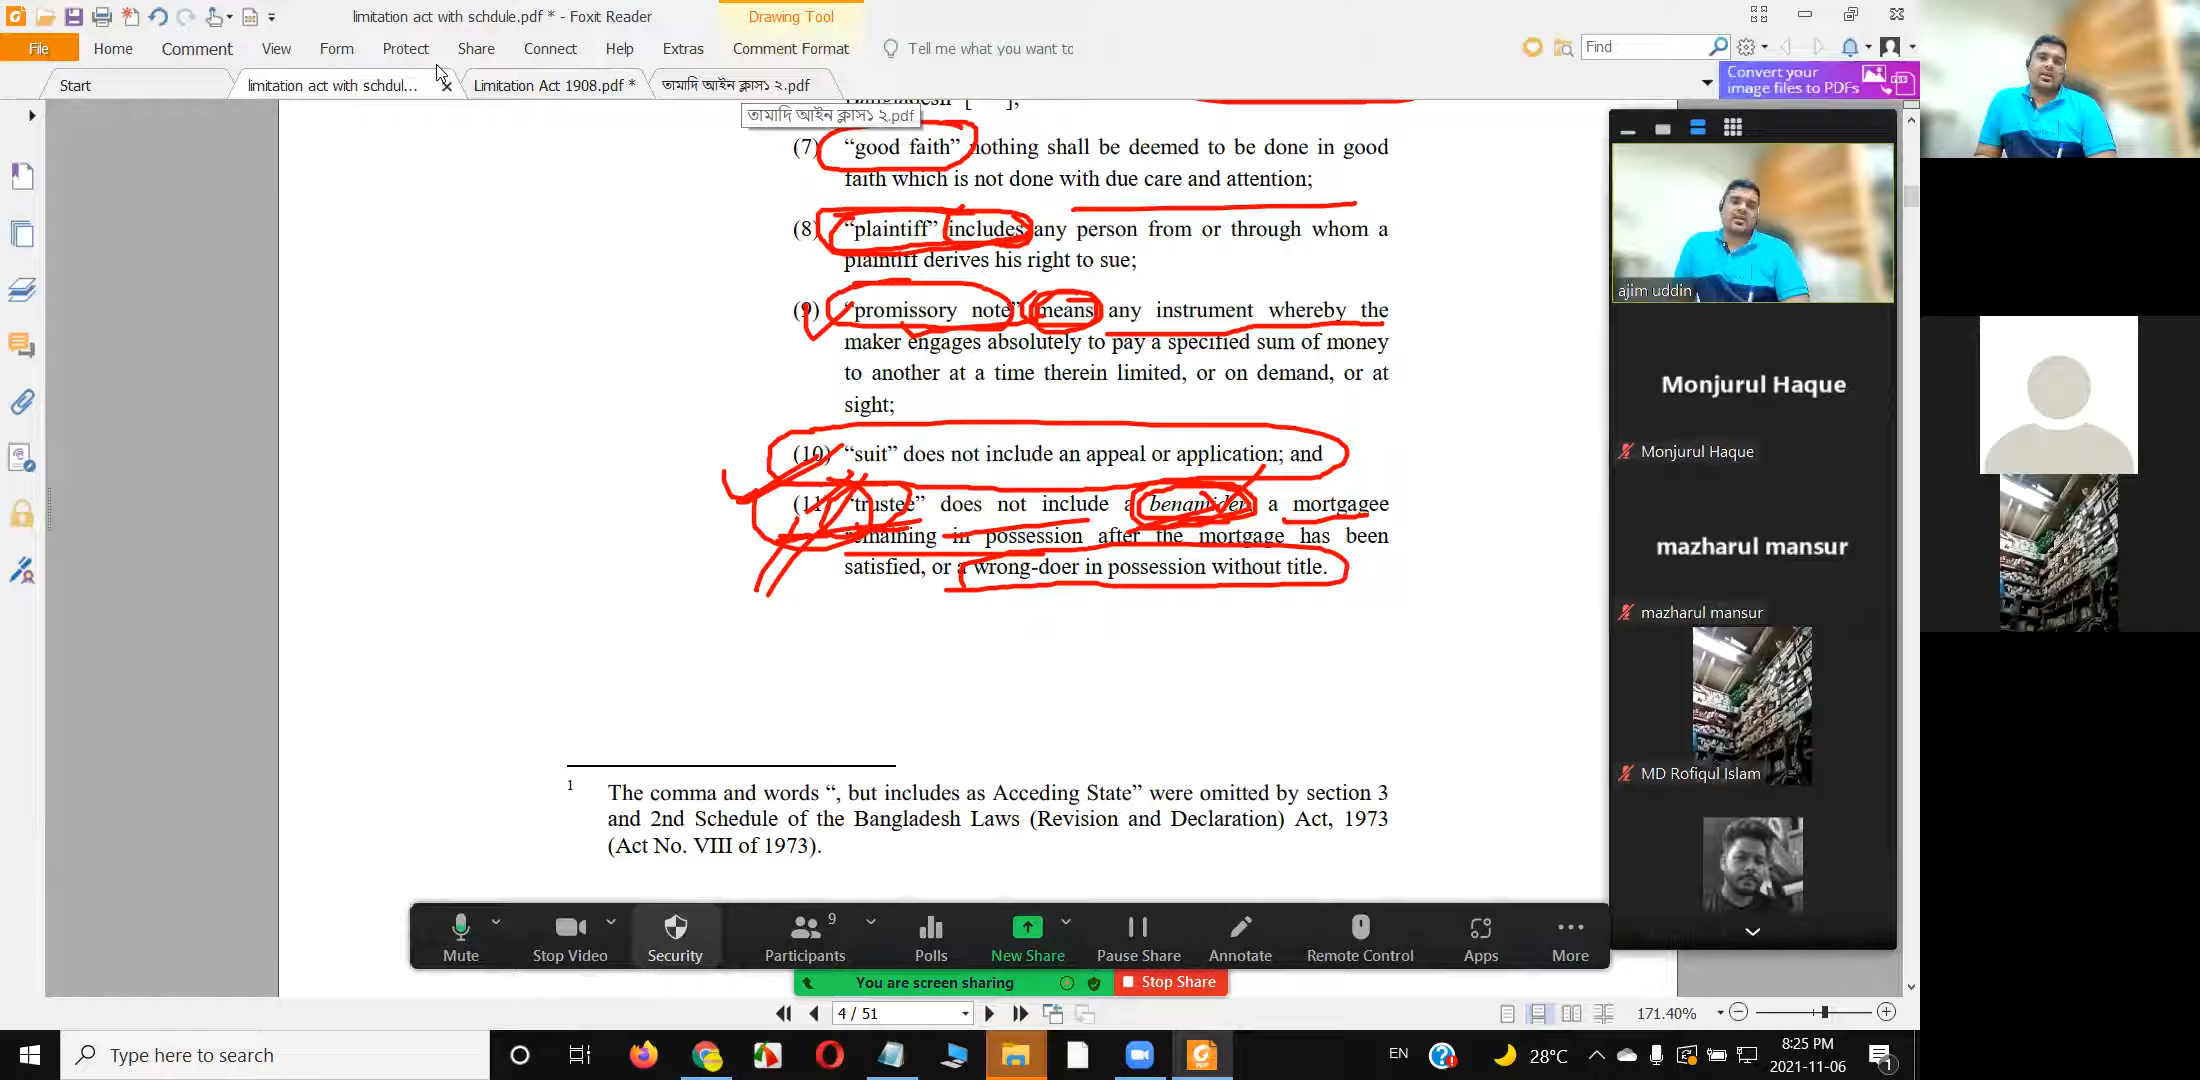 limitation act with schdule.pdf * - Foxit Reader
Drawing Tool
File Home Comment View Form Protect Share Connect Help Extras Comment Format Tell me what you want to Find
Start limitation act with schdul... Limitation Act 1908.pdf * তামাদি আইন ক্লাস১ ২.pdf
Convert your
image files to PDFs
তামাদি আইন ক্লাস১ ২.pdf
(7) “good faith” nothing shall be deemed to be done in good
faith which is not done with due care and attention;
(8) “plaintiff” includes any person from or through whom a
plaintiff derives his right to sue;
(9) “promissory note” means any instrument whereby the
maker engages absolutely to pay a specified sum of money
to another at a time therein limited, or on demand, or at
sight;
(10) “suit” does not include an appeal or application; and
(11) “trustee” does not include a benamider a mortgagee
remaining in possession after the mortgage has been
satisfied, or a wrong-doer in possession without title.
1 The comma and words “, but includes as Acceding State” were omitted by section 3
and 2nd Schedule of the Bangladesh Laws (Revision and Declaration) Act, 1973
(Act No. VIII of 1973).
ajim uddin
Monjurul Haque
Monjurul Haque
mazharul mansur
mazharul mansur
MD Rofiqul Islam
9
Mute Stop Video Security Participants Polls New Share Pause Share Annotate Remote Control Apps More
You are screen sharing Stop Share
4 / 51
171.40%
Type here to search
EN
28°C
8:25 PM
2021-11-06
1